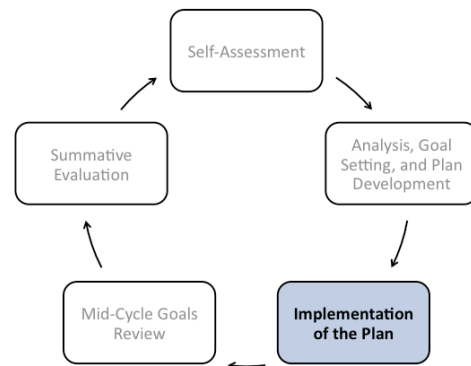 Self-Assessment
Analysis, Goal
Setting, and Plan
Development
Implementation
of the Plan
Mid-Cycle Goals
Review
Summative
Evaluation